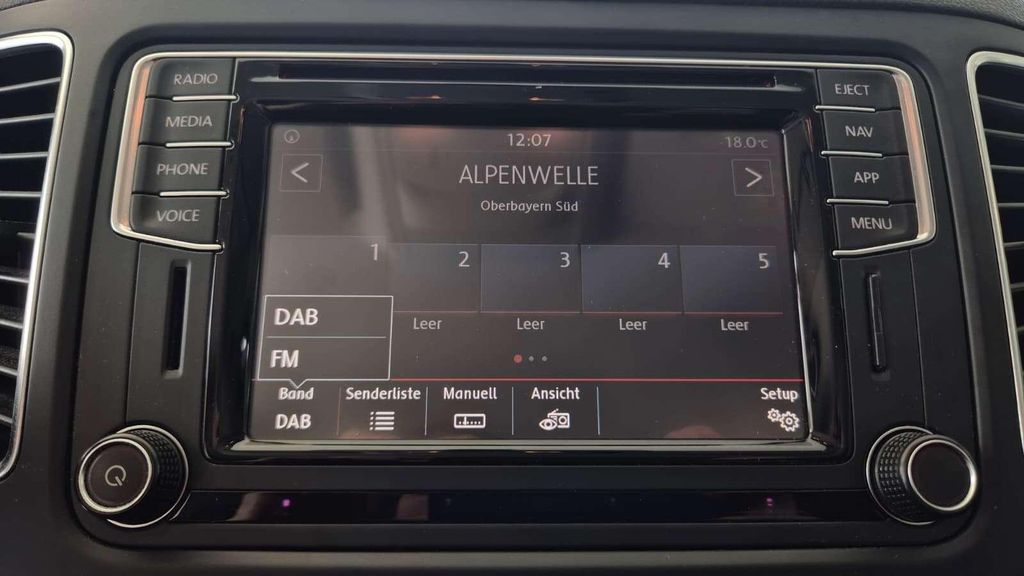 RADIO
MEDIA
PHONE
VOICE
EJECT
NAV
APP
MENU
12:07
18.0°C
< ALPENWELLE >
Oberbayern Süd
1 2 3 4 5
Leer Leer Leer Leer
DAB
FM
Band Senderliste Manuell Ansicht Setup
DAB